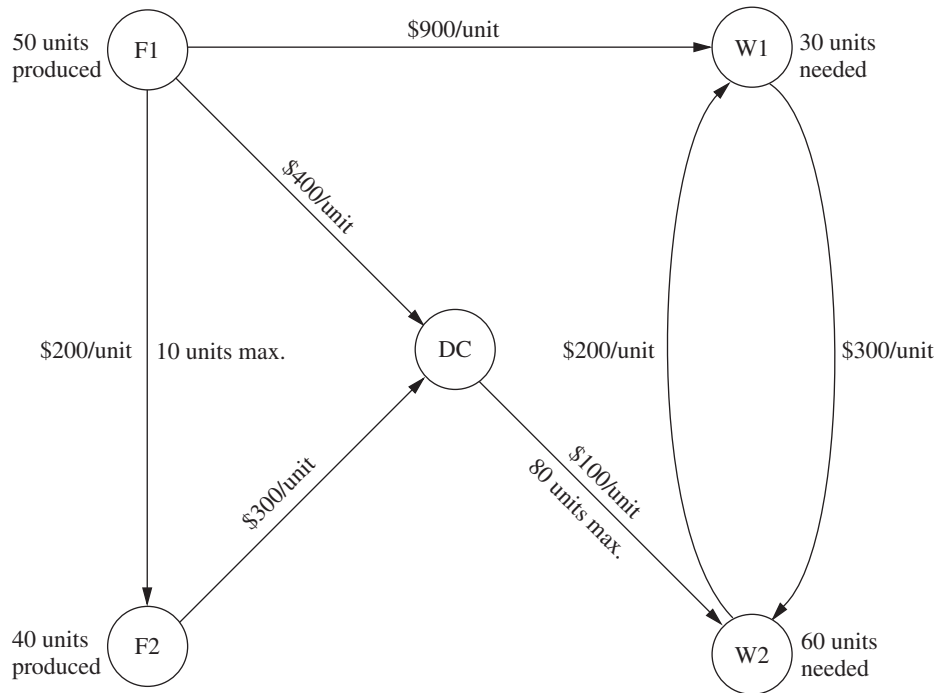 $900/unit
50 units
produced
F1
W1
30 units
needed
$400/unit
$200/unit
10 units max.
DC
$200/unit
$300/unit
$300/unit
$100/unit
80 units max.
40 units
produced
F2
W2
60 units
needed